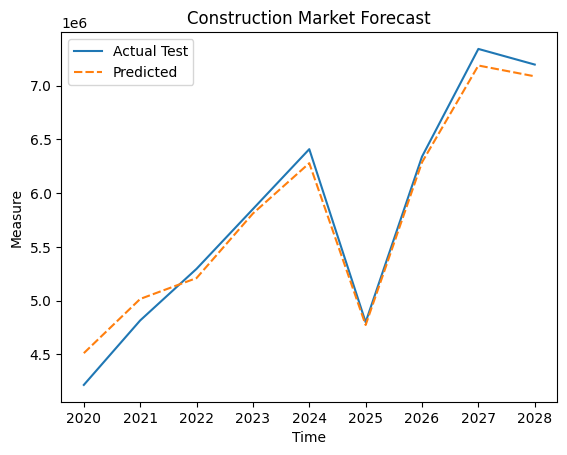 Construction Market Forecast
1e6
Actual Test
Predicted
7.0
6.5
6.0
5.5
5.0
4.5
Measure
2020 2021 2022 2023 2024 2025 2026 2027 2028
Time